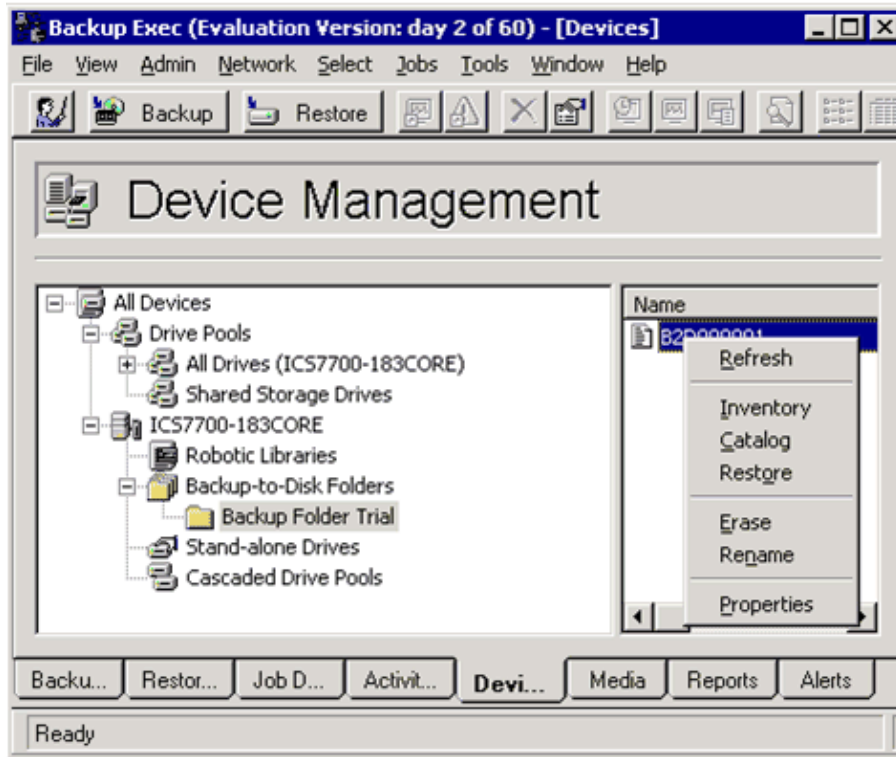 Backup Exec (Evaluation Version: day 2 of 60) - [Devices]
File View Admin Network Select Jobs Tools Window Help
Backup Restore
Device Management
All Devices
Drive Pools
All Drives (ICS7700-183CORE)
Shared Storage Drives
ICS7700-183CORE
Robotic Libraries
Backup-to-Disk Folders
Backup Folder Trial
Stand-alone Drives
Cascaded Drive Pools
Name
B2D000001
Refresh
Inventory
Catalog
Restore
Erase
Rename
Properties
Backu... Restor... Job D... Activit... Devi... Media Reports Alerts
Ready